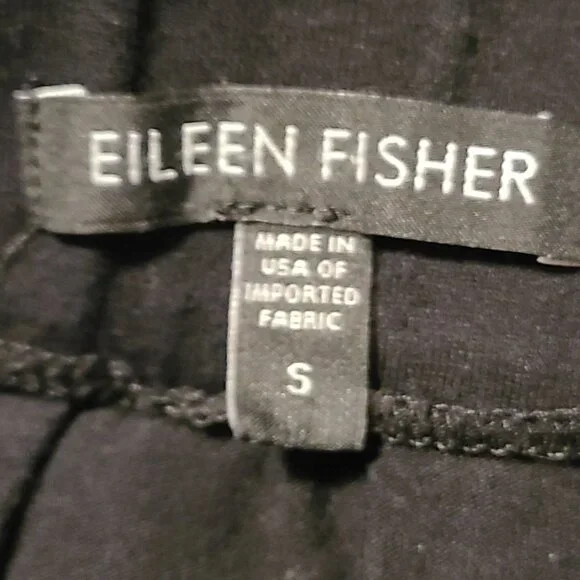 EILEEN FISHER
MADE IN
USA OF
IMPORTED
FABRIC
S